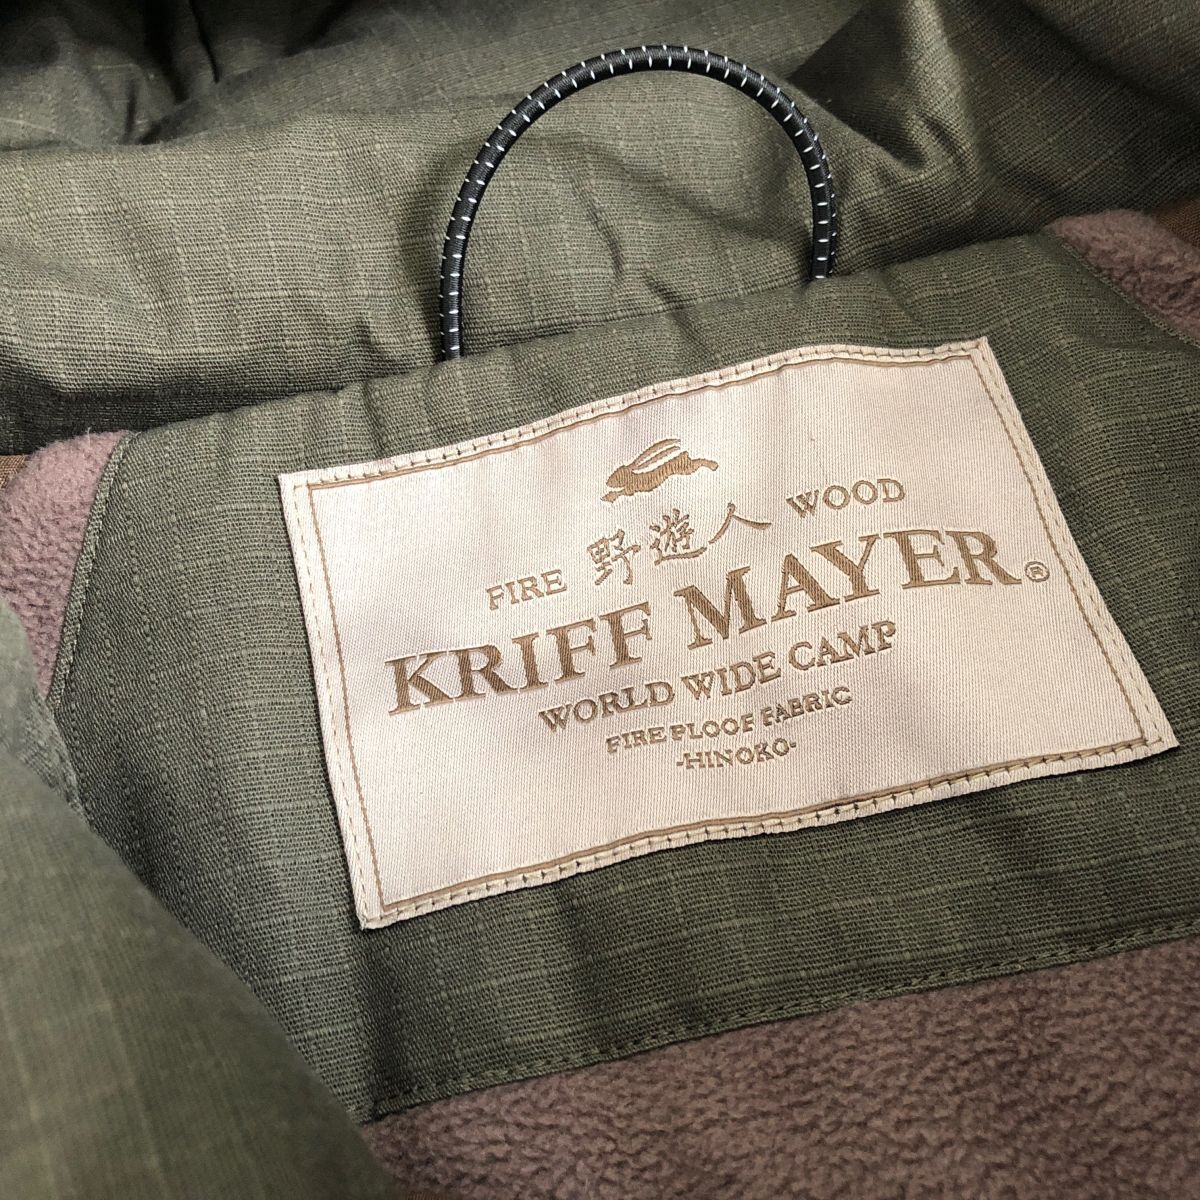 FIRE 野遊人 WOOD
KRIFF MAYER®
WORLD WIDE CAMP
FIRE PLOOF FABRIC
-HINOKO-